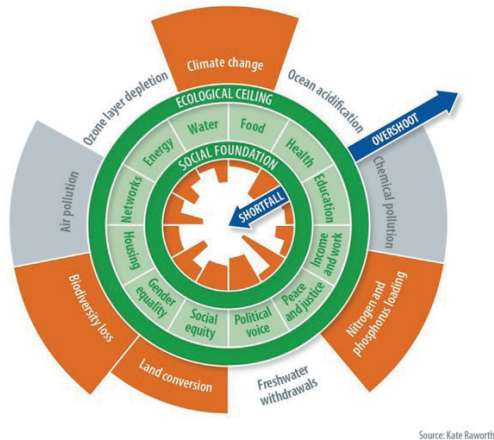 Climate change
Ozone layer depletion
Ocean acidification
ECOLOGICAL CEILING
OVERSHOOT
Water
Food
Energy
Health
SOCIAL FOUNDATION
Air pollution
Chemical pollution
Networks
Education
SHORTFALL
Housing
Income
and work
Gender
equality
Peace
and justice
Social
equity
Political
voice
Biodiversity loss
Nitrogen and
phosphorus loading
Land conversion
Freshwater
withdrawals
Source: Kate Raworth